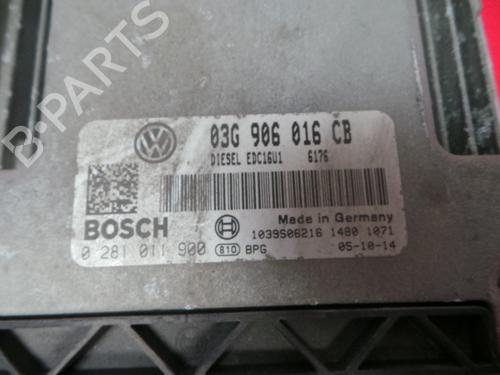 B-PARTS
03G 906 016 CB
DIESEL EDC16U1 6176
BOSCH
Made in Germany
0 281 011 900 810 BPG
1039S06216 1480 1071
05-10-14